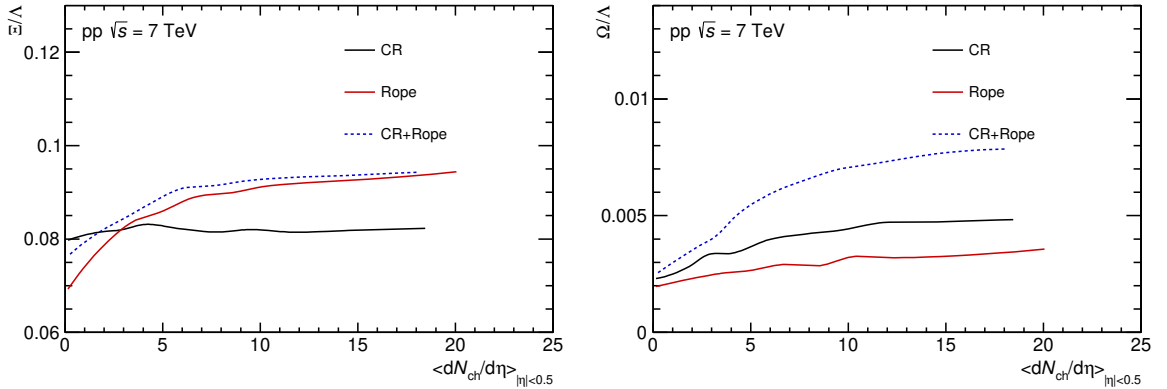 Ξ/Λ
pp √s = 7 TeV
CR
Rope
CR+Rope
0.12
0.1
0.08
0.06
0 5 10 15 20 25
<dN_ch/dη>_|η|<0.5
Ω/Λ
pp √s = 7 TeV
CR
Rope
CR+Rope
0.01
0.005
0
0 5 10 15 20 25
<dN_ch/dη>_|η|<0.5